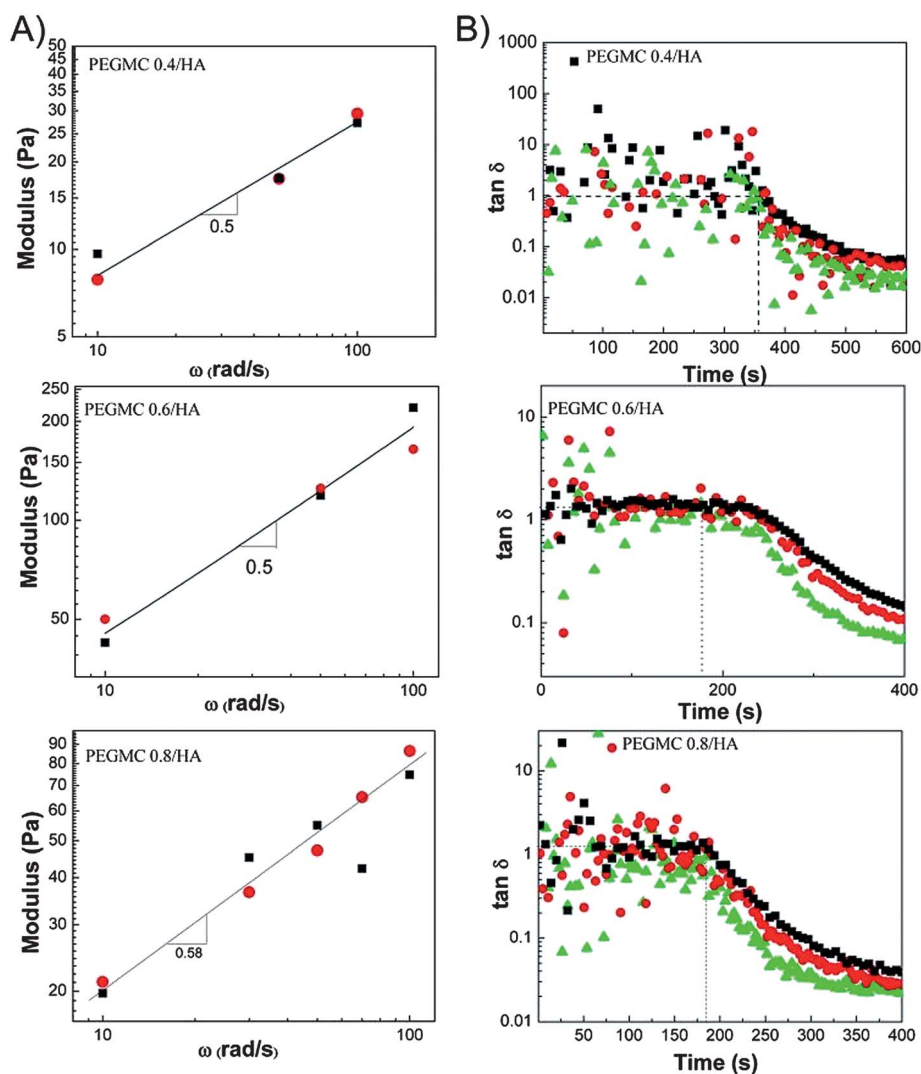 A)
B)
PEGMC 0.4/HA
50
40
30
20
15
10
5
Modulus (Pa)
0.5
10
100
ω (rad/s)
PEGMC 0.4/HA
1000
100
10
1
0.1
0.01
tan δ
100 200 300 400 500 600
Time (s)
PEGMC 0.6/HA
250
200
150
100
50
Modulus (Pa)
0.5
10
100
ω (rad/s)
PEGMC 0.6/HA
10
1
0.1
tan δ
0 200 400
Time (s)
PEGMC 0.8/HA
90
80
70
60
50
40
30
20
Modulus (Pa)
0.58
10
100
ω (rad/s)
PEGMC 0.8/HA
10
1
0.1
0.01
tan δ
50 100 150 200 250 300 350 400
Time (s)